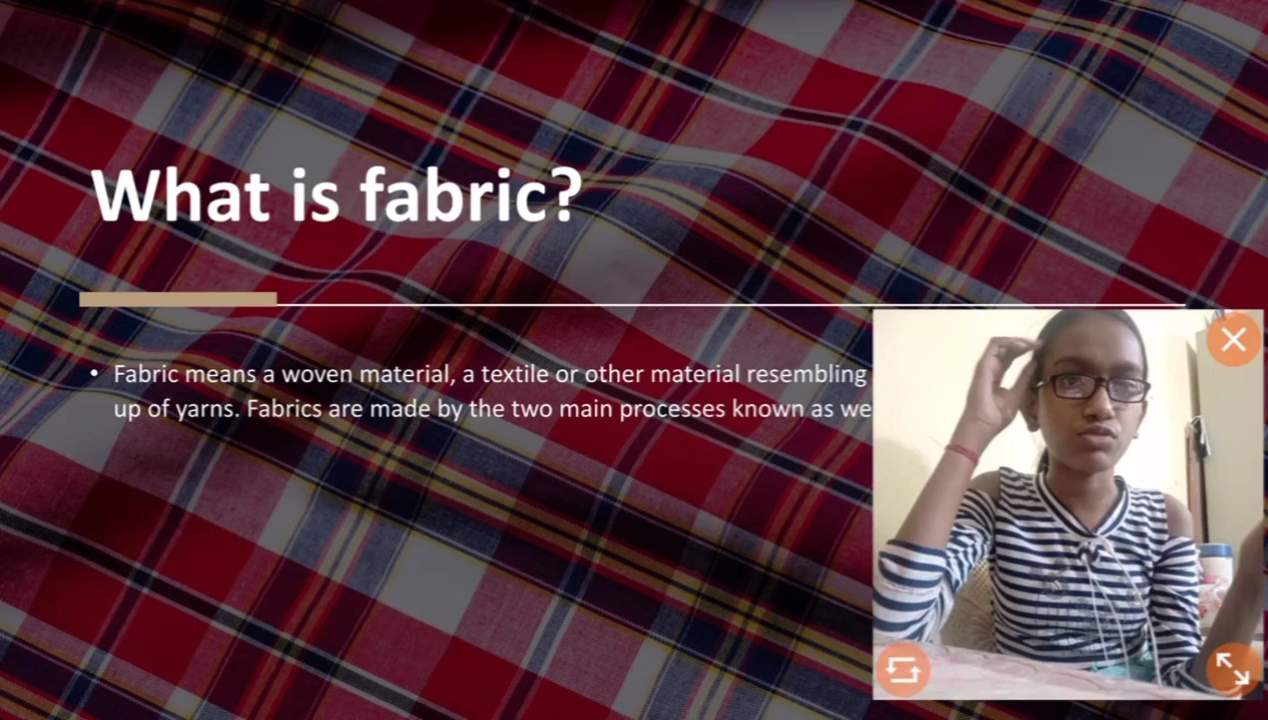 What is fabric?
• Fabric means a woven material, a textile or other material resembling
up of yarns. Fabrics are made by the two main processes known as we